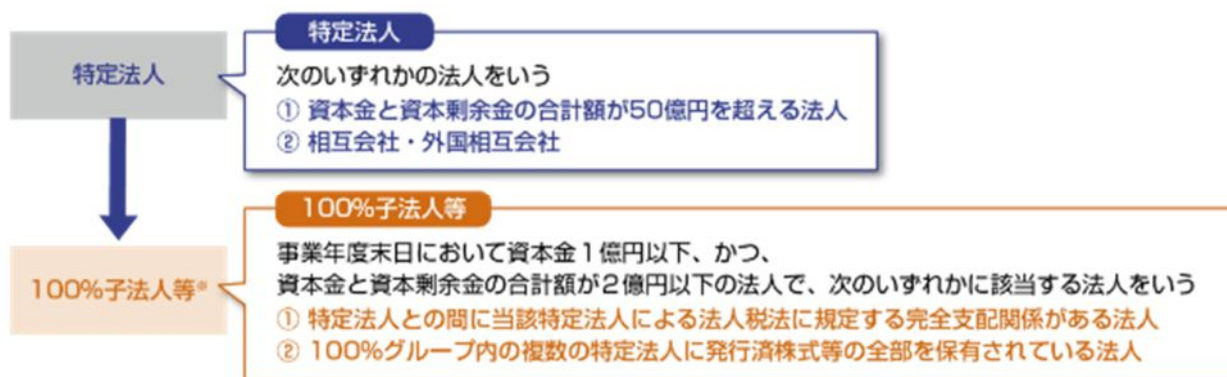 特定法人
特定法人
次のいずれかの法人をいう
① 資本金と資本剰余金の合計額が50億円を超える法人
② 相互会社・外国相互会社
100%子法人等※
100%子法人等
事業年度末日において資本金1億円以下、かつ、
資本金と資本剰余金の合計額が2億円以下の法人で、次のいずれかに該当する法人をいう
① 特定法人との間に当該特定法人による法人税法に規定する完全支配関係がある法人
② 100%グループ内の複数の特定法人に発行済株式等の全部を保有されている法人